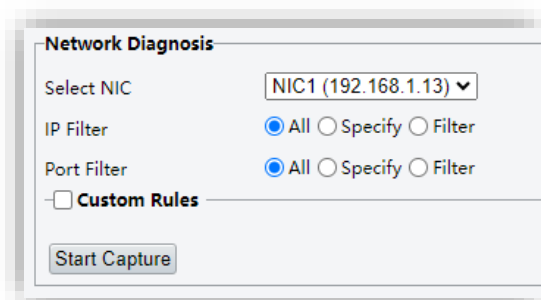 Network Diagnosis
Select NIC NIC1 (192.168.1.13)
IP Filter All Specify Filter
Port Filter All Specify Filter
Custom Rules
Start Capture